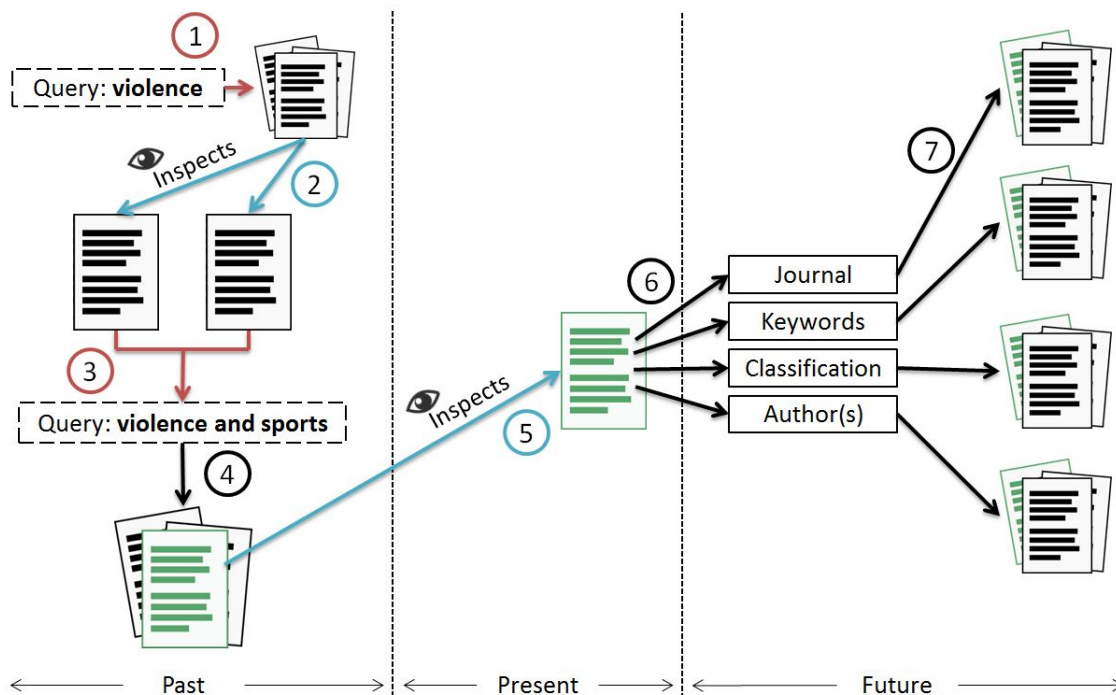 1
Query: violence
Inspects
2
3
Query: violence and sports
4
Inspects
5
6
Journal
Keywords
Classification
Author(s)
7
Past
Present
Future